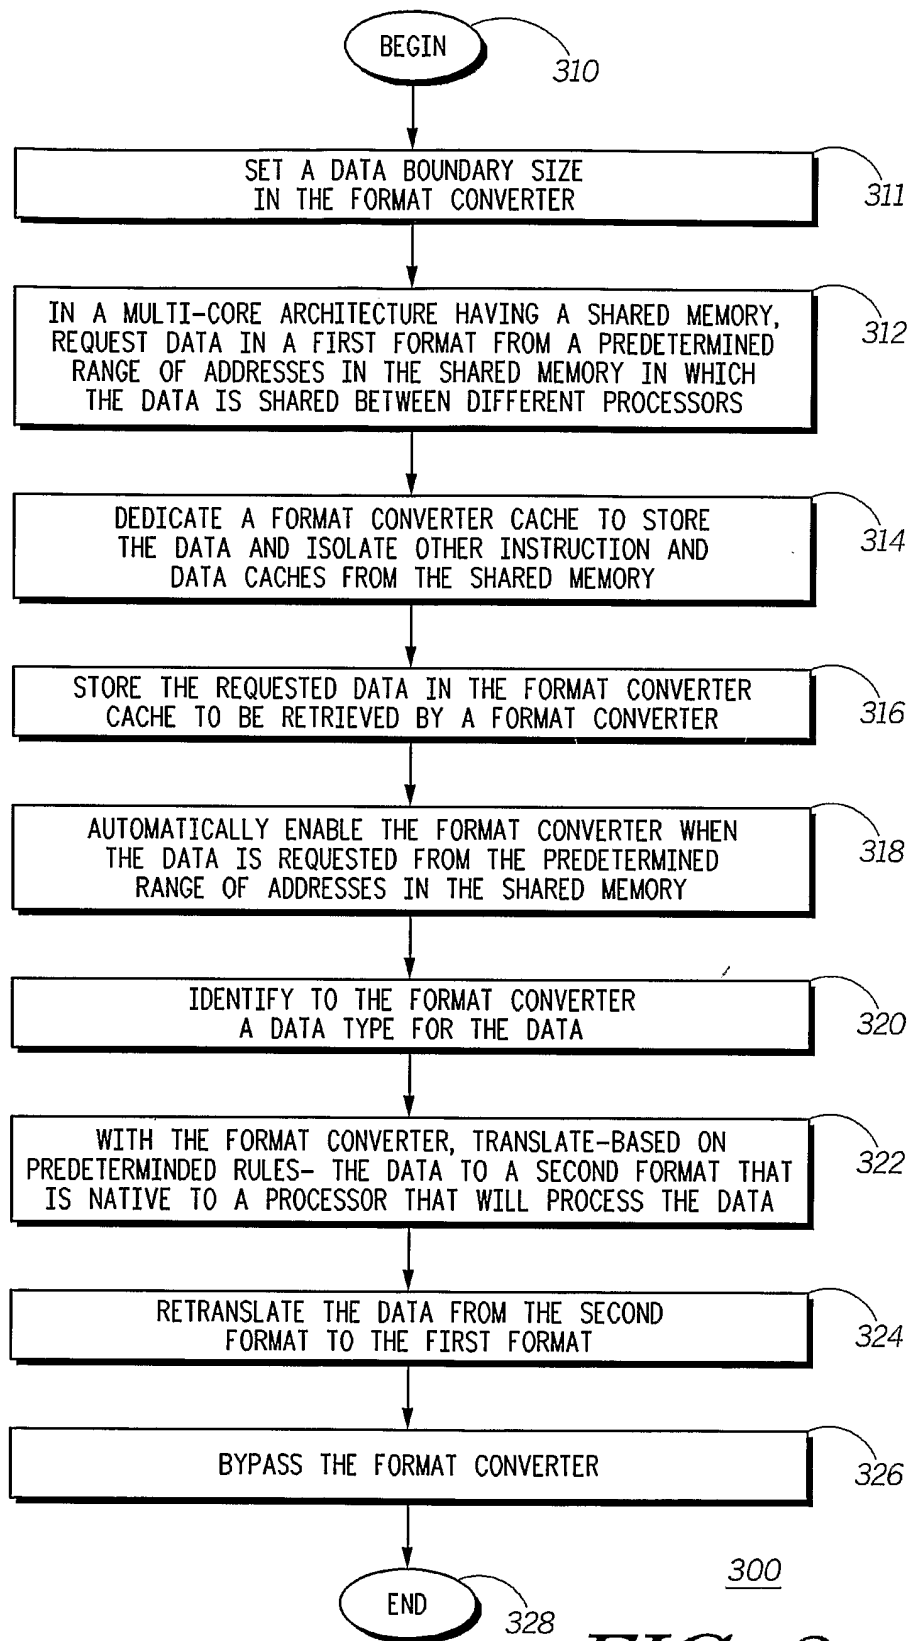 BEGIN
310
SET A DATA BOUNDARY SIZE
IN THE FORMAT CONVERTER
311
IN A MULTI-CORE ARCHITECTURE HAVING A SHARED MEMORY,
REQUEST DATA IN A FIRST FORMAT FROM A PREDETERMINED
RANGE OF ADDRESSES IN THE SHARED MEMORY IN WHICH
THE DATA IS SHARED BETWEEN DIFFERENT PROCESSORS
312
DEDICATE A FORMAT CONVERTER CACHE TO STORE
THE DATA AND ISOLATE OTHER INSTRUCTION AND
DATA CACHES FROM THE SHARED MEMORY
314
STORE THE REQUESTED DATA IN THE FORMAT CONVERTER
CACHE TO BE RETRIEVED BY A FORMAT CONVERTER
316
AUTOMATICALLY ENABLE THE FORMAT CONVERTER WHEN
THE DATA IS REQUESTED FROM THE PREDETERMINED
RANGE OF ADDRESSES IN THE SHARED MEMORY
318
IDENTIFY TO THE FORMAT CONVERTER
A DATA TYPE FOR THE DATA
320
WITH THE FORMAT CONVERTER, TRANSLATE-BASED ON
PREDETERMINDED RULES- THE DATA TO A SECOND FORMAT THAT
IS NATIVE TO A PROCESSOR THAT WILL PROCESS THE DATA
322
RETRANSLATE THE DATA FROM THE SECOND
FORMAT TO THE FIRST FORMAT
324
BYPASS THE FORMAT CONVERTER
326
END
328
300